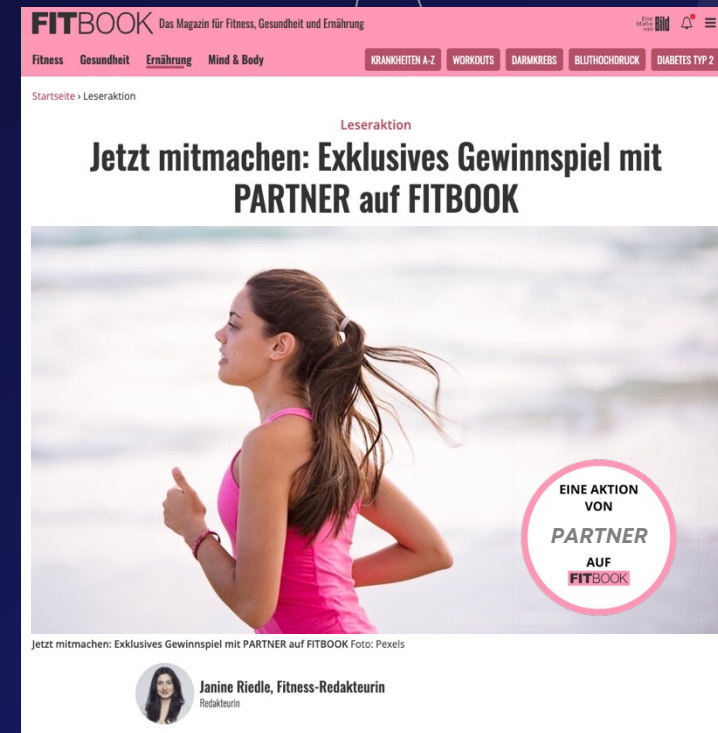 FITBOOK Das Magazin für Fitness, Gesundheit und Ernährung
Eine Marke von Bild
Fitness Gesundheit Ernährung Mind & Body
KRANKHEITEN A-Z WORKOUTS DARMKREBS BLUTHOCHDRUCK DIABETES TYP 2
Startseite › Leseraktion
Leseraktion
Jetzt mitmachen: Exklusives Gewinnspiel mit
PARTNER auf FITBOOK
EINE AKTION
VON
PARTNER
AUF
FITBOOK
Jetzt mitmachen: Exklusives Gewinnspiel mit PARTNER auf FITBOOK Foto: Pexels
Janine Riedle, Fitness-Redakteurin
Redakteurin